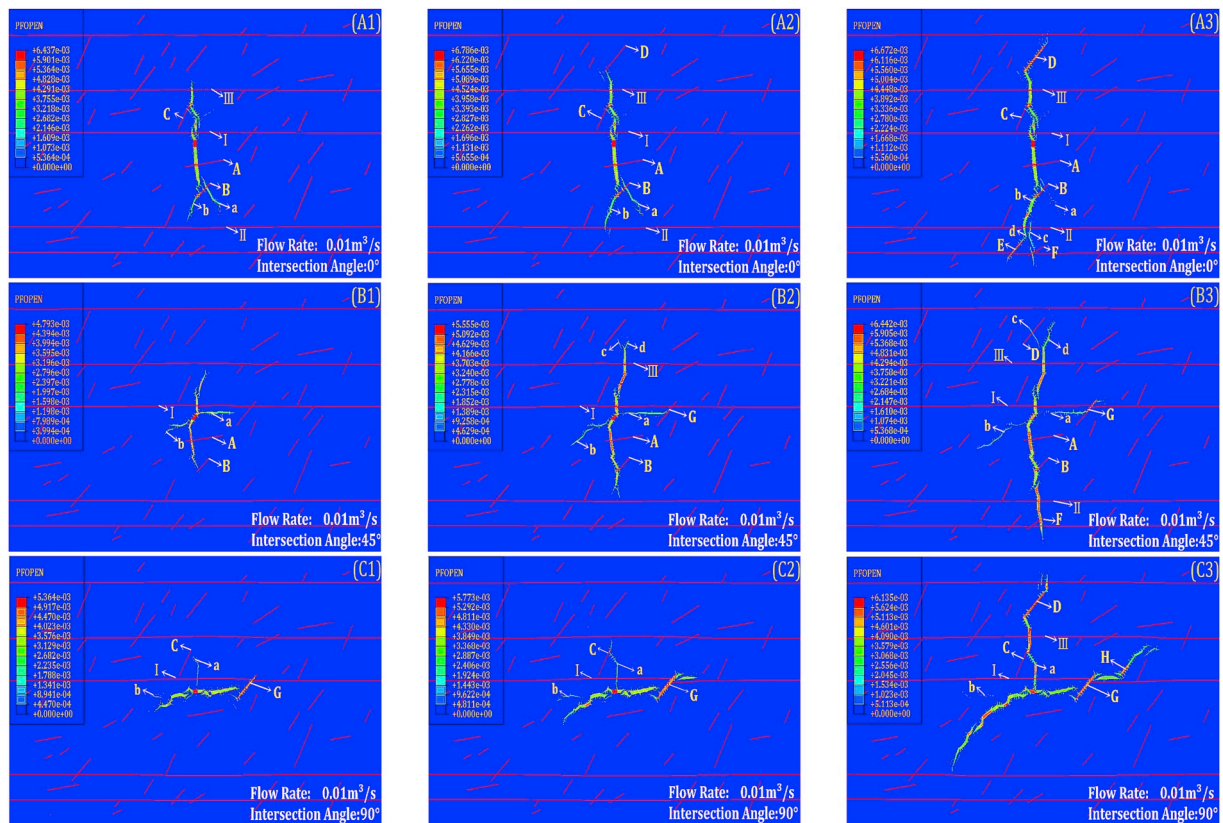 (A1)
PFOPEN
+6.437e-03
+5.901e-03
+5.364e-03
+4.828e-03
+4.291e-03
+3.755e-03
+3.218e-03
+2.682e-03
+2.146e-03
+1.609e-03
+1.073e-03
+5.364e-04
+0.000e+00
III
C
I
A
B
b
a
II
Flow Rate: 0.01m³/s
Intersection Angle:0°
(A2)
PFOPEN
+6.786e-03
+6.220e-03
+5.655e-03
+5.089e-03
+4.524e-03
+3.958e-03
+3.393e-03
+2.827e-03
+2.262e-03
+1.696e-03
+1.131e-03
+5.655e-04
+0.000e+00
D
III
C
I
A
B
b
a
II
Flow Rate: 0.01m³/s
Intersection Angle:0°
(A3)
PFOPEN
+6.672e-03
+6.116e-03
+5.560e-03
+5.004e-03
+4.448e-03
+3.892e-03
+3.336e-03
+2.780e-03
+2.224e-03
+1.668e-03
+1.112e-03
+5.560e-04
+0.000e+00
D
III
C
I
A
B
b
a
II
d
c
E
F
Flow Rate: 0.01m³/s
Intersection Angle:0°
(B1)
PFOPEN
+4.793e-03
+4.394e-03
+3.994e-03
+3.595e-03
+3.196e-03
+2.796e-03
+2.397e-03
+1.997e-03
+1.598e-03
+1.198e-03
+7.989e-04
+3.994e-04
+0.000e+00
I
a
b
A
B
Flow Rate: 0.01m³/s
Intersection Angle:45°
(B2)
PFOPEN
+5.555e-03
+5.092e-03
+4.629e-03
+4.166e-03
+3.703e-03
+3.240e-03
+2.778e-03
+2.315e-03
+1.852e-03
+1.389e-03
+9.258e-04
+4.629e-04
+0.000e+00
c
d
III
I
a
G
b
A
B
Flow Rate: 0.01m³/s
Intersection Angle:45°
(B3)
PFOPEN
+6.442e-03
+5.905e-03
+5.368e-03
+4.831e-03
+4.294e-03
+3.758e-03
+3.221e-03
+2.684e-03
+2.147e-03
+1.610e-03
+1.074e-03
+5.368e-04
+0.000e+00
c
D
d
III
I
a
G
b
A
B
II
F
Flow Rate: 0.01m³/s
Intersection Angle:45°
(C1)
PFOPEN
+5.364e-03
+4.917e-03
+4.470e-03
+4.023e-03
+3.576e-03
+3.129e-03
+2.682e-03
+2.235e-03
+1.788e-03
+1.341e-03
+8.941e-04
+4.470e-04
+0.000e+00
C
a
I
b
G
Flow Rate: 0.01m³/s
Intersection Angle:90°
(C2)
PFOPEN
+5.773e-03
+5.292e-03
+4.811e-03
+4.330e-03
+3.849e-03
+3.368e-03
+2.887e-03
+2.406e-03
+1.924e-03
+1.443e-03
+9.622e-04
+4.811e-04
+0.000e+00
C
a
I
b
G
Flow Rate: 0.01m³/s
Intersection Angle:90°
(C3)
PFOPEN
+6.135e-03
+5.624e-03
+5.113e-03
+4.601e-03
+4.090e-03
+3.579e-03
+3.068e-03
+2.556e-03
+2.045e-03
+1.534e-03
+1.023e-03
+5.113e-04
+0.000e+00
D
III
C
a
H
I
b
G
Flow Rate: 0.01m³/s
Intersection Angle:90°